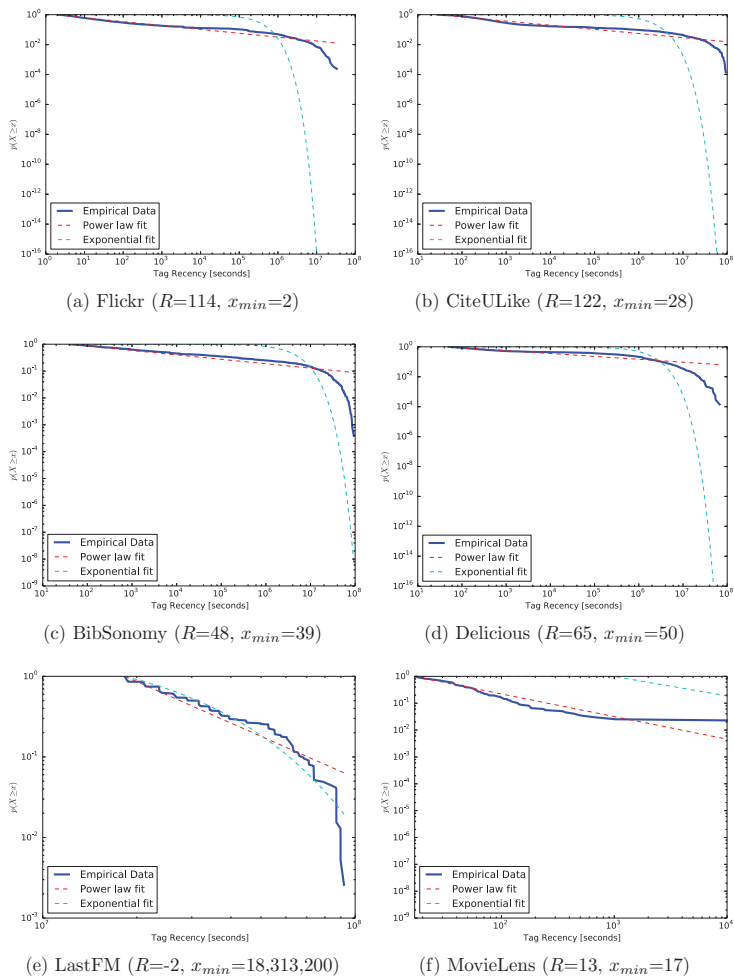 10^0
10^-2
10^-4
10^-6
10^-8
10^-10
10^-12
10^-14
10^-16
p(X≥x)
Empirical Data
Power law fit
Exponential fit
10^0 10^1 10^2 10^3 10^4 10^5 10^6 10^7 10^8
Tag Recency [seconds]
(a) Flickr (R=114, x_min=2)
10^0
10^-2
10^-4
10^-6
10^-8
10^-10
10^-12
10^-14
10^-16
p(X≥x)
Empirical Data
Power law fit
Exponential fit
10^1 10^2 10^3 10^4 10^5 10^6 10^7 10^8
Tag Recency [seconds]
(b) CiteULike (R=122, x_min=28)
10^0
10^-1
10^-2
10^-3
10^-4
10^-5
10^-6
10^-7
10^-8
10^-9
p(X≥x)
Empirical Data
Power law fit
Exponential fit
10^1 10^2 10^3 10^4 10^5 10^6 10^7 10^8
Tag Recency [seconds]
(c) BibSonomy (R=48, x_min=39)
10^0
10^-2
10^-4
10^-6
10^-8
10^-10
10^-12
10^-14
10^-16
p(X≥x)
Empirical Data
Power law fit
Exponential fit
10^1 10^2 10^3 10^4 10^5 10^6 10^7 10^8
Tag Recency [seconds]
(d) Delicious (R=65, x_min=50)
10^0
10^-1
10^-2
10^-3
p(X≥x)
Empirical Data
Power law fit
Exponential fit
10^7 10^8
Tag Recency [seconds]
(e) LastFM (R=-2, x_min=18,313,200)
10^0
10^-1
10^-2
10^-3
10^-4
10^-5
10^-6
10^-7
10^-8
10^-9
p(X≥x)
Empirical Data
Power law fit
Exponential fit
10^2 10^3 10^4
Tag Recency [seconds]
(f) MovieLens (R=13, x_min=17)